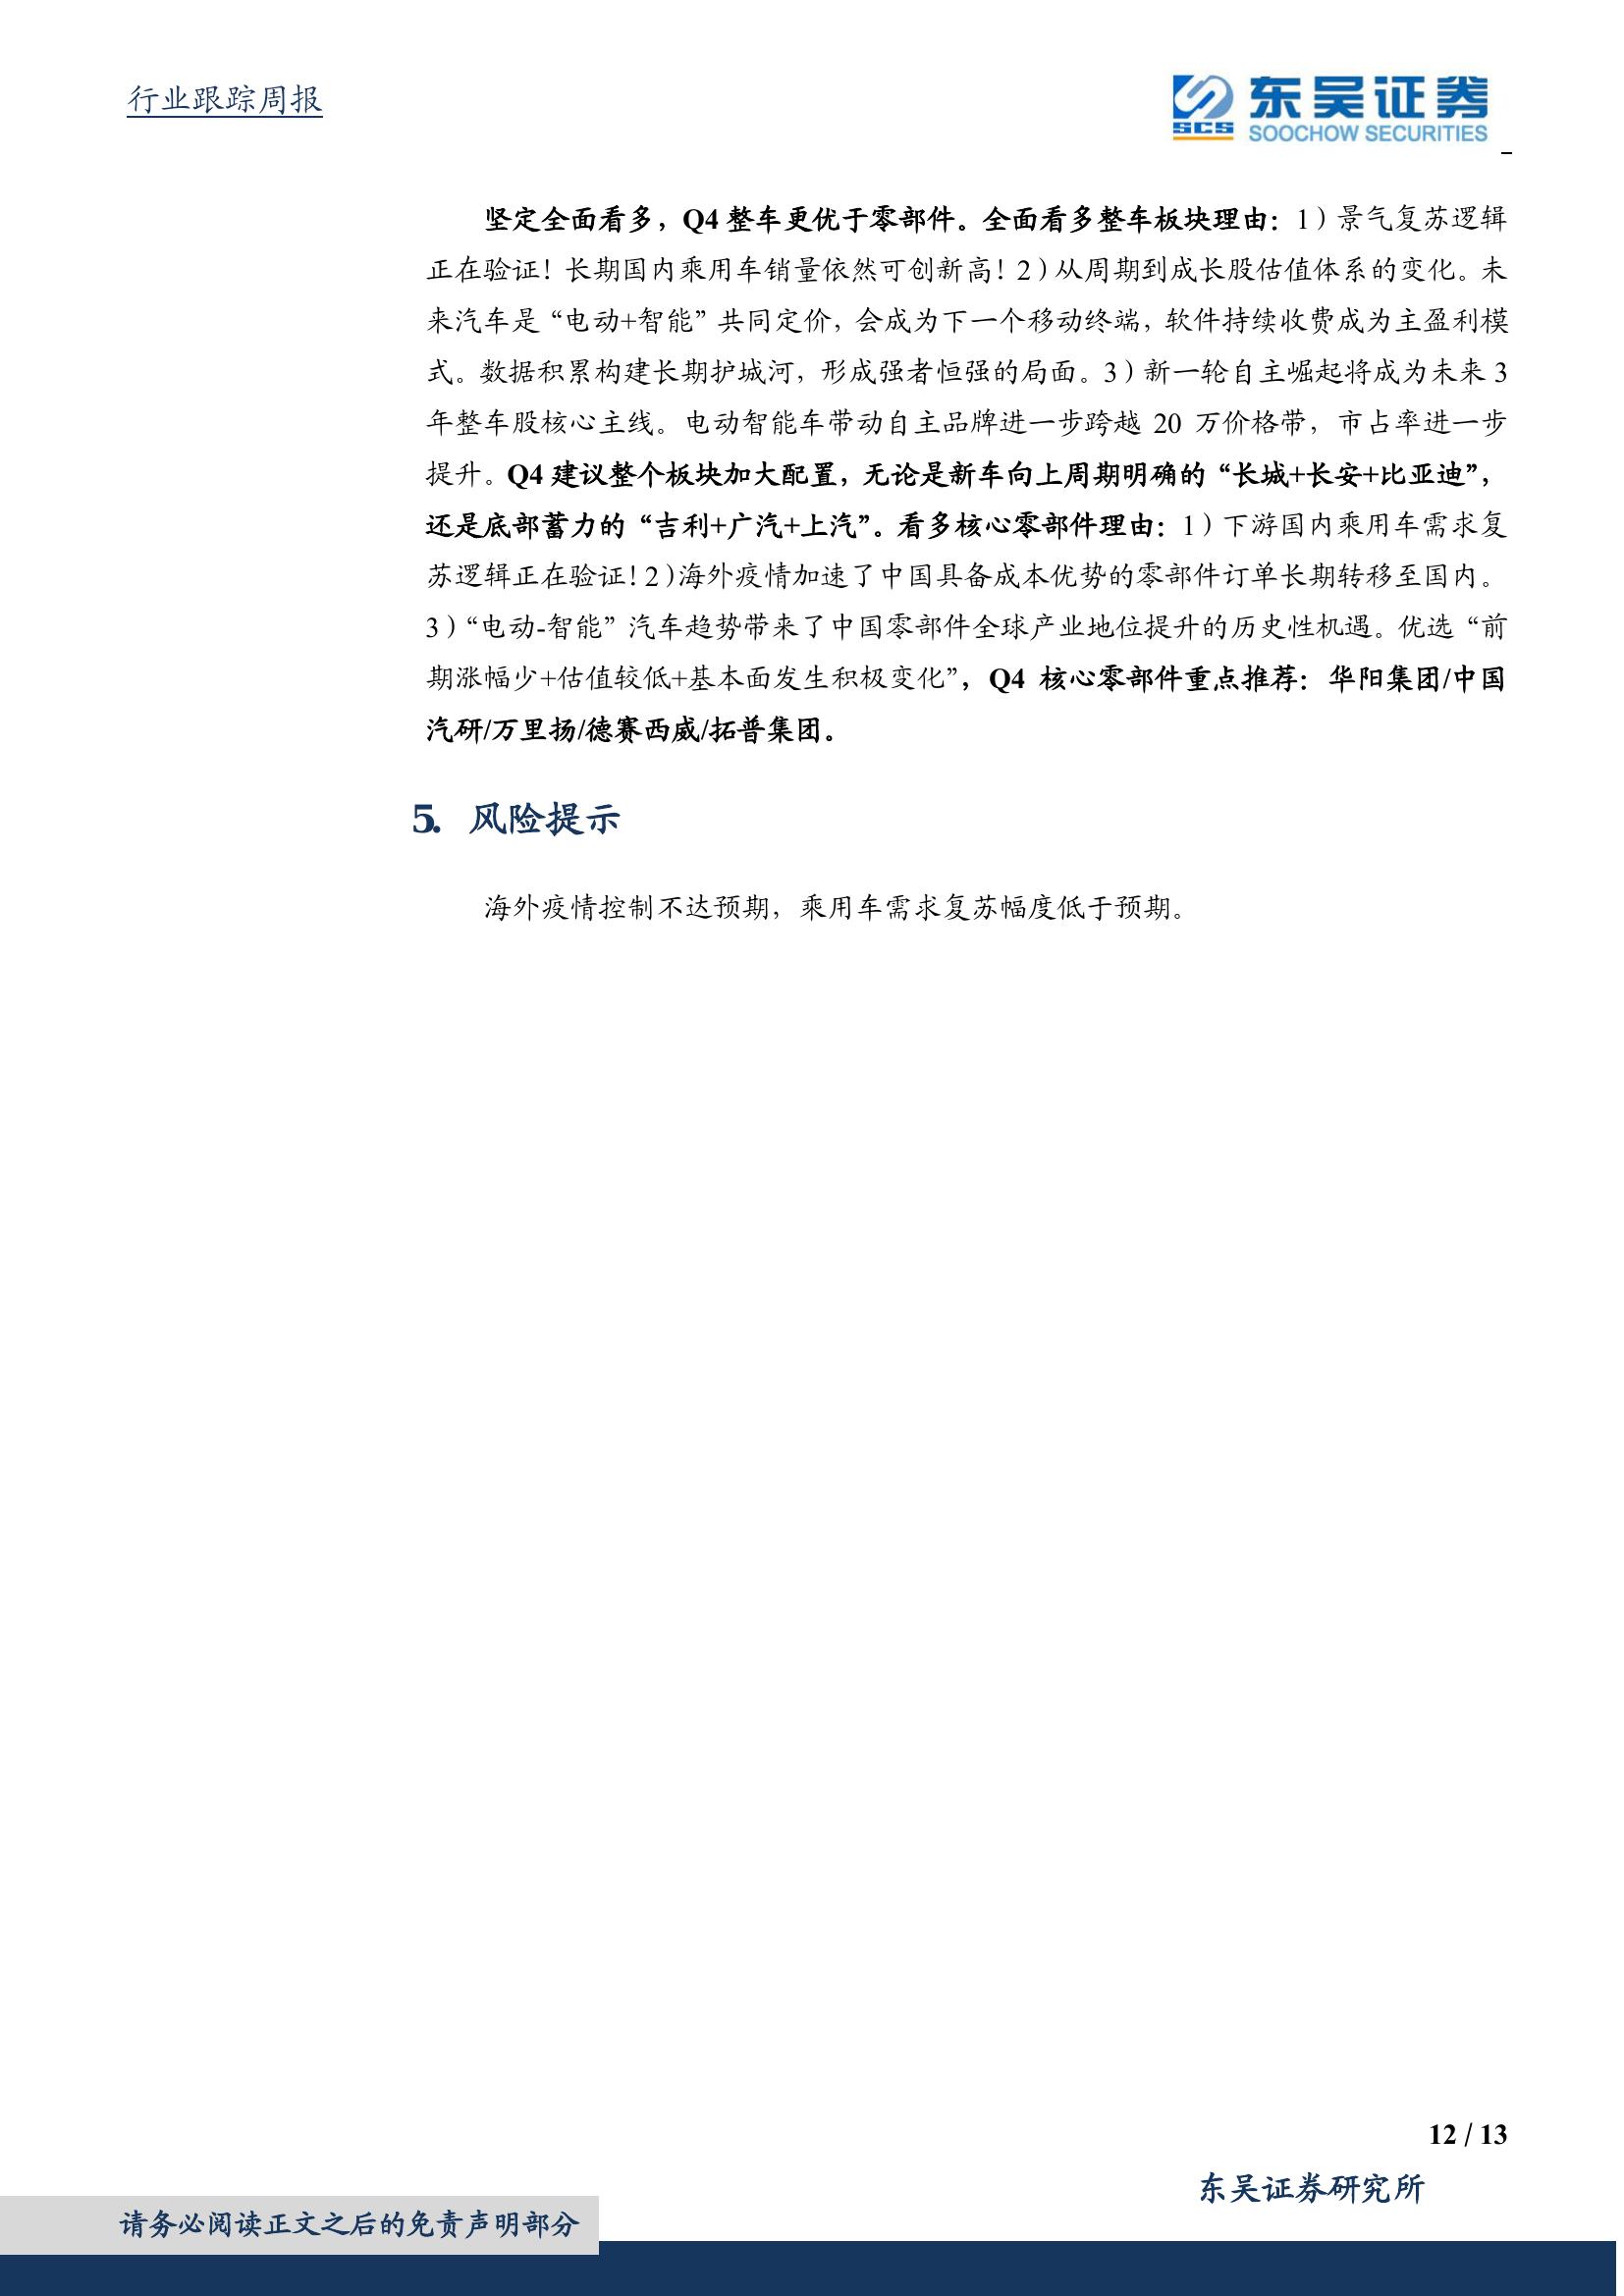 行业跟踪周报
东吴证券
SCS
SOOCHOW SECURITIES
坚定全面看多，Q4 整车更优于零部件。全面看多整车板块理由：1）景气复苏逻辑
正在验证！长期国内乘用车销量依然可创新高！2）从周期到成长股估值体系的变化。未
来汽车是“电动+智能”共同定价，会成为下一个移动终端，软件持续收费成为主盈利模
式。数据积累构建长期护城河，形成强者恒强的局面。3）新一轮自主崛起将成为未来 3
年整车股核心主线。电动智能车带动自主品牌进一步跨越 20 万价格带，市占率进一步
提升。Q4 建议整个板块加大配置，无论是新车向上周期明确的“长城+长安+比亚迪”，
还是底部蓄力的“吉利+广汽+上汽”。看多核心零部件理由：1）下游国内乘用车需求复
苏逻辑正在验证！2）海外疫情加速了中国具备成本优势的零部件订单长期转移至国内。
3）“电动-智能”汽车趋势带来了中国零部件全球产业地位提升的历史性机遇。优选“前
期涨幅少+估值较低+基本面发生积极变化”，Q4 核心零部件重点推荐：华阳集团/中国
汽研/万里扬/德赛西威/拓普集团。
5. 风险提示
海外疫情控制不达预期，乘用车需求复苏幅度低于预期。
12 / 13
东吴证券研究所
请务必阅读正文之后的免责声明部分